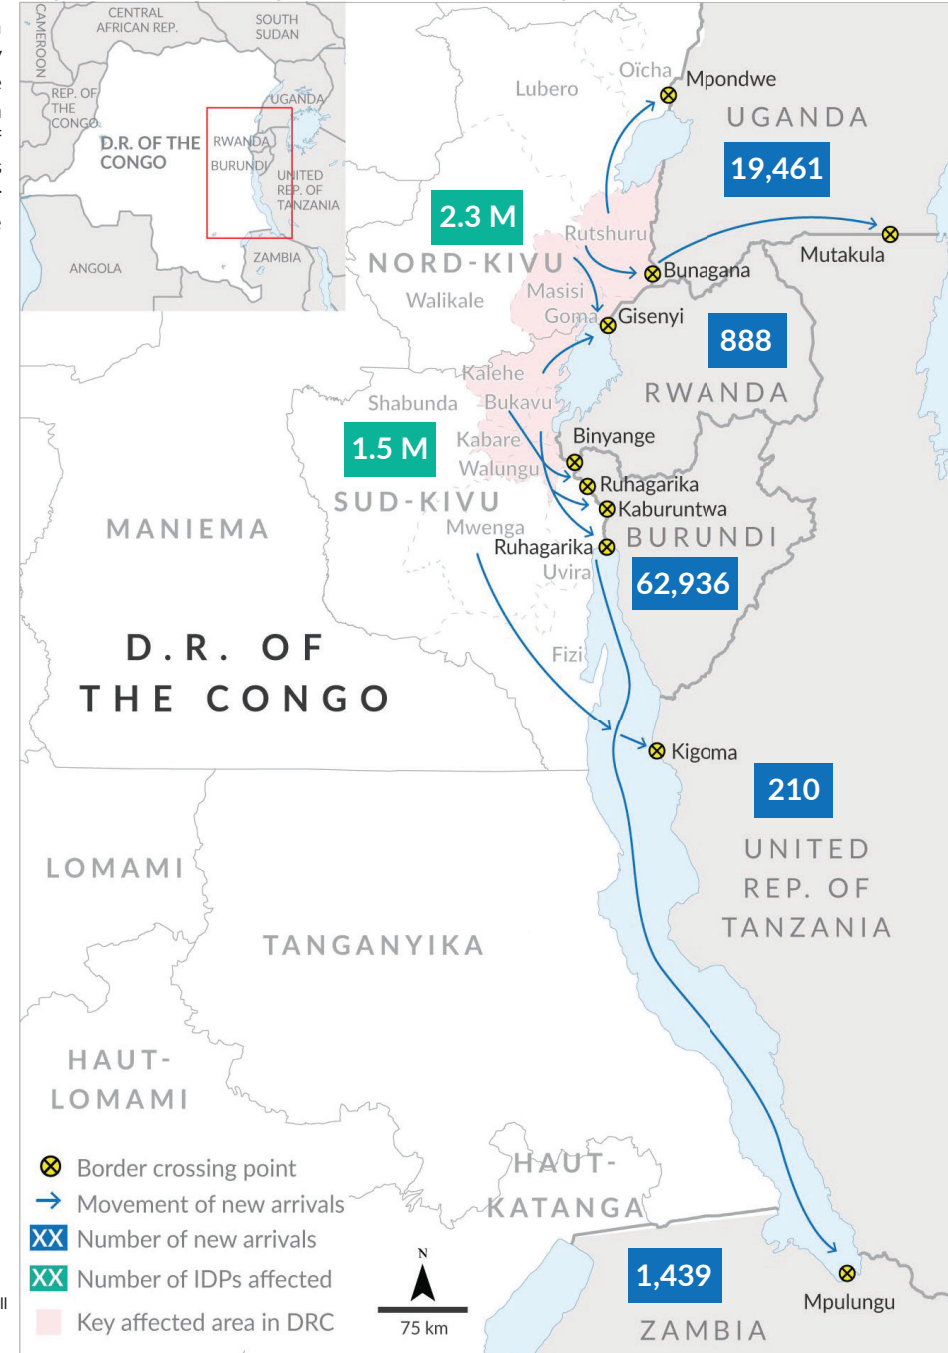 CAMEROON
CENTRAL
AFRICAN REP.
SOUTH
SUDAN
REP. OF
THE
CONGO
UGANDA
D.R. OF THE
CONGO
RWANDA
BURUNDI
UNITED
REP. OF
TANZANIA
ANGOLA
ZAMBIA
Oïcha
Lubero
Mpondwe
UGANDA
19,461
2.3 M
Rutshuru
Mutakula
NORD-KIVU
Bunagana
Masisi
Walikale
Goma
Gisenyi
888
Kalehe
RWANDA
Shabunda
Bukavu
1.5 M
Kabare
Binyange
Walungu
Ruhagarika
SUD-KIVU
Kaburuntwa
MANIEMA
Mwenga
BURUNDI
Ruhagarika
Uvira
62,936
D.R. OF
THE CONGO
Fizi
Kigoma
210
UNITED
REP. OF
TANZANIA
LOMAMI
TANGANYIKA
HAUT-
LOMAMI
HAUT-
KATANGA
Border crossing point
Movement of new arrivals
XX Number of new arrivals
XX Number of IDPs affected
Key affected area in DRC
N
75 km
1,439
ZAMBIA
Mpulungu